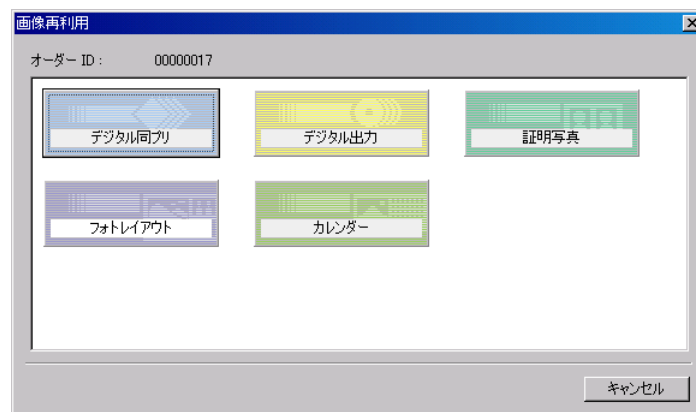 画像再利用
オーダー ID : 00000017
デジタル同プリ デジタル出力 証明写真
フォトレイアウト カレンダー
キャンセル